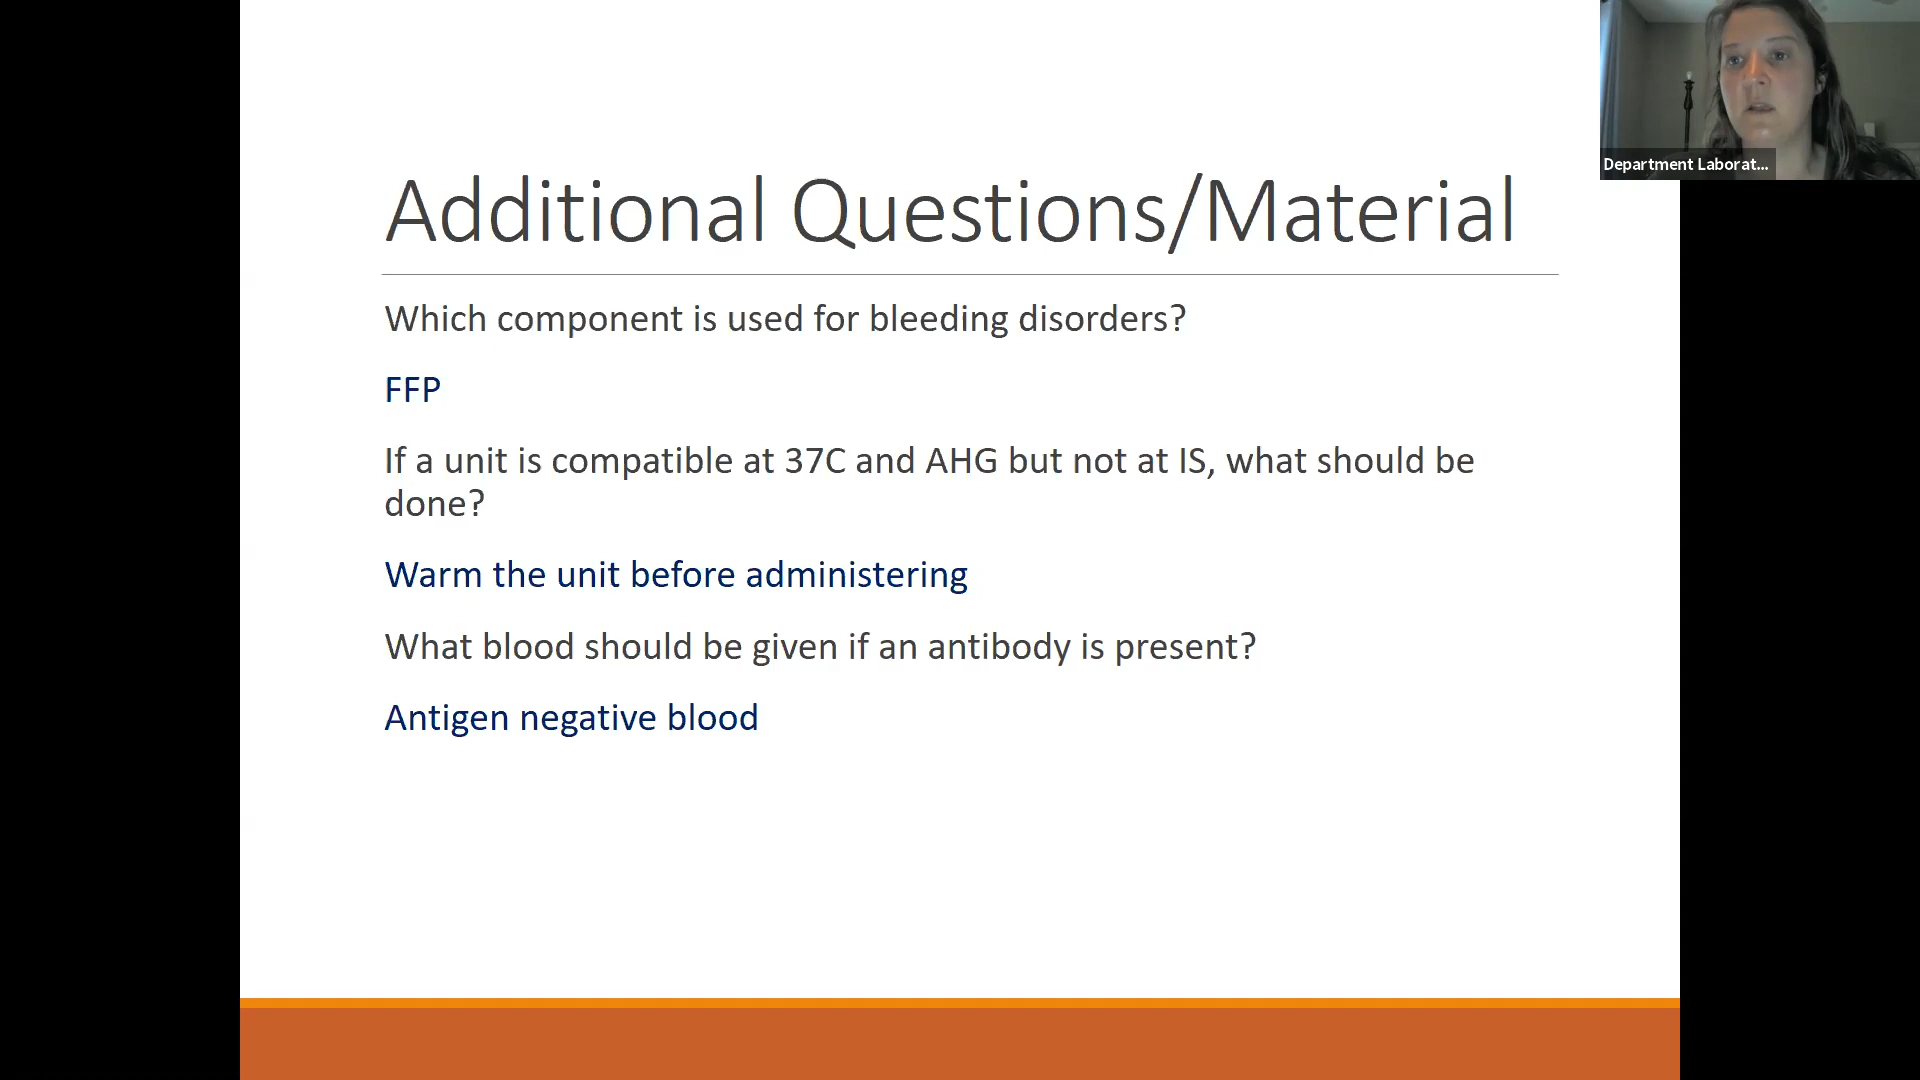 Additional Questions/Material
Which component is used for bleeding disorders?
FFP
If a unit is compatible at 37C and AHG but not at IS, what should be
done?
Warm the unit before administering
What blood should be given if an antibody is present?
Antigen negative blood
Department Laborat...